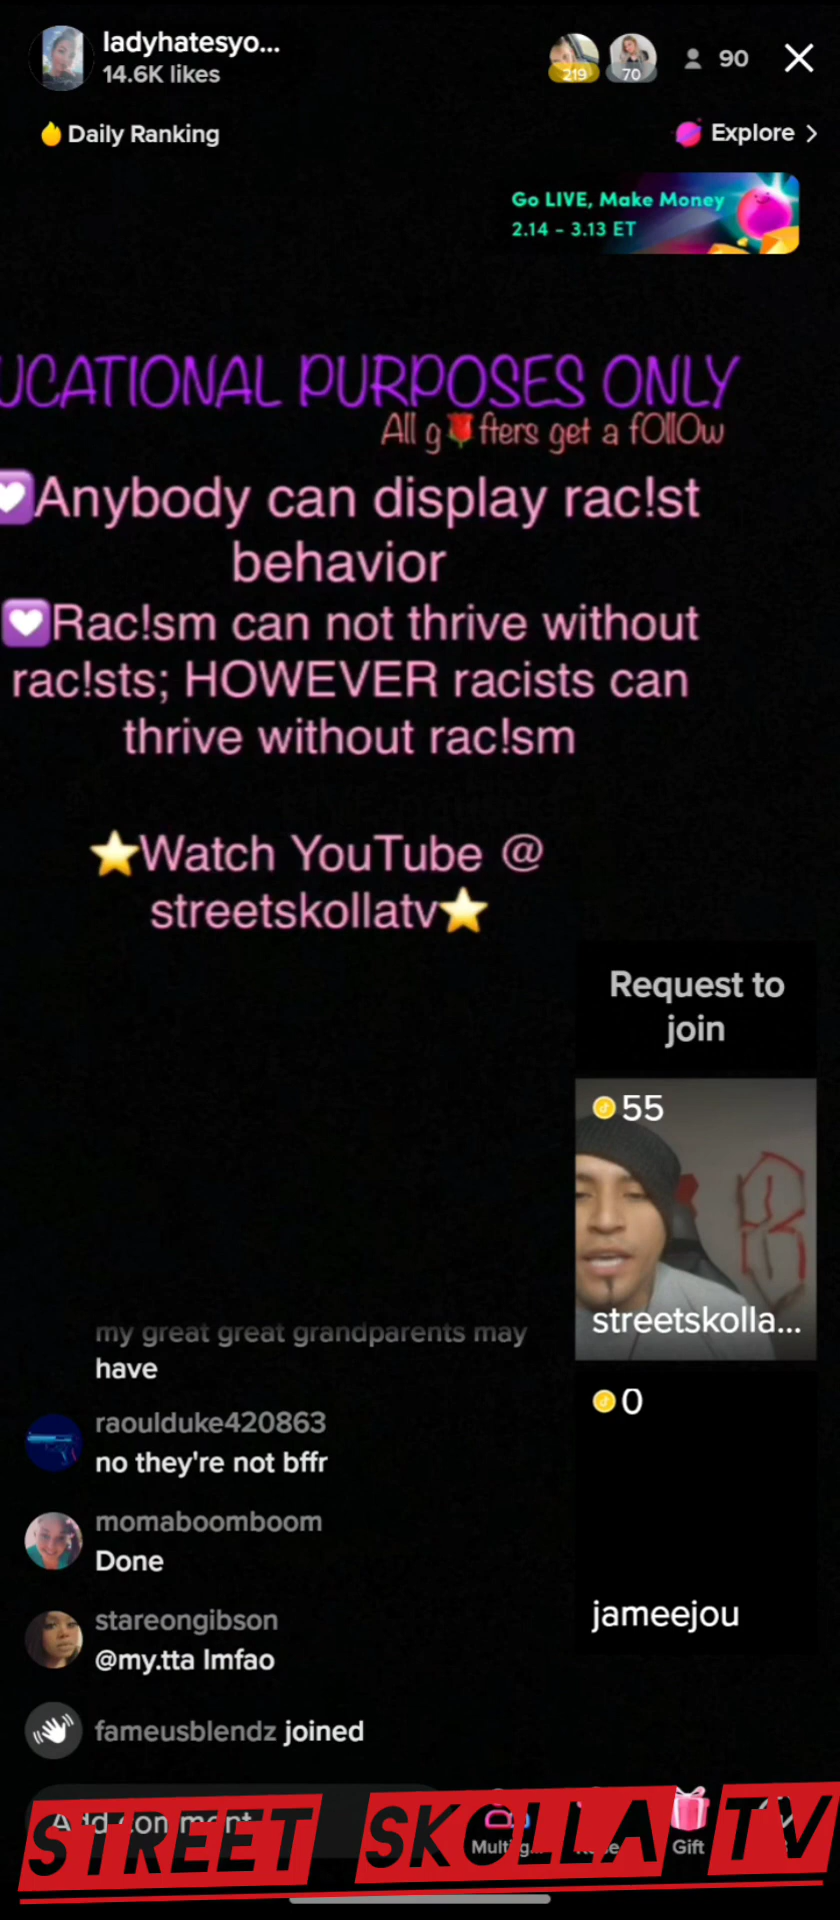 ladyhatesyo...
14.6K likes
219
70
90
Daily Ranking
Explore >
Go LIVE, Make Money
2.14 - 3.13 ET
UCATIONAL PURPOSES ONLY
All g🌹fters get a fOllOw
💟Anybody can display rac!st
behavior
💟Rac!sm can not thrive without
rac!sts; HOWEVER racists can
thrive without rac!sm
⭐Watch YouTube @
streetskollatv⭐
Request to
join
55
streetskolla...
0
jameejou
my great great grandparents may
have
raoulduke420863
no they're not bffr
momaboomboom
Done
stareongibson
@my.tta lmfao
fameusblendz joined
Add comment
Gift
STREET SKOLLA TV